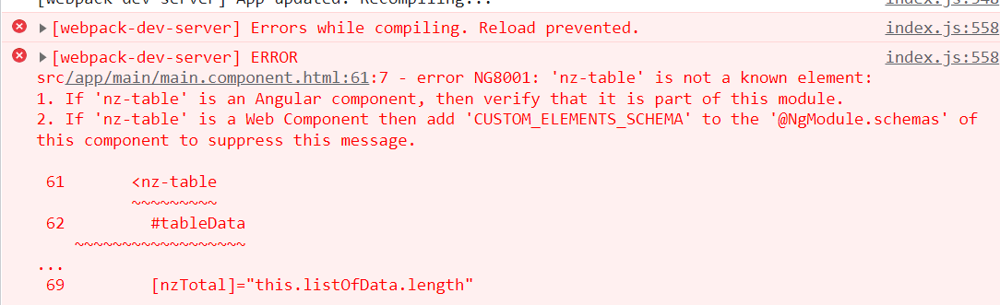 [webpack-dev-server] App updated. Recompiling... index.js:548
[webpack-dev-server] Errors while compiling. Reload prevented. index.js:558
[webpack-dev-server] ERROR index.js:558
src/app/main/main.component.html:61:7 - error NG8001: 'nz-table' is not a known element:
1. If 'nz-table' is an Angular component, then verify that it is part of this module.
2. If 'nz-table' is a Web Component then add 'CUSTOM_ELEMENTS_SCHEMA' to the '@NgModule.schemas' of
this component to suppress this message.
61 <nz-table
~~~~~~~~~
62 #tableData
~~~~~~~~~~~~~~~~~~
...
69 [nzTotal]="this.listOfData.length"